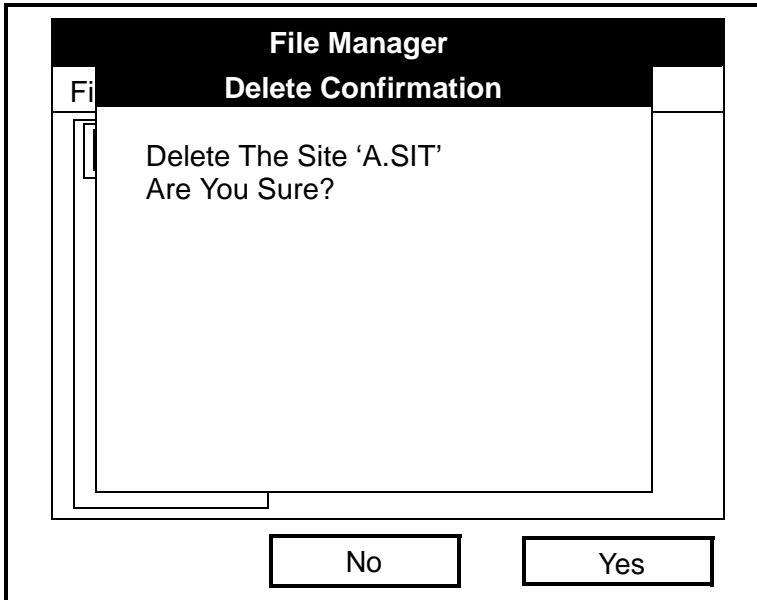 File Manager
Fi
Delete Confirmation
Delete The Site ‘A.SIT’
Are You Sure?
No
Yes